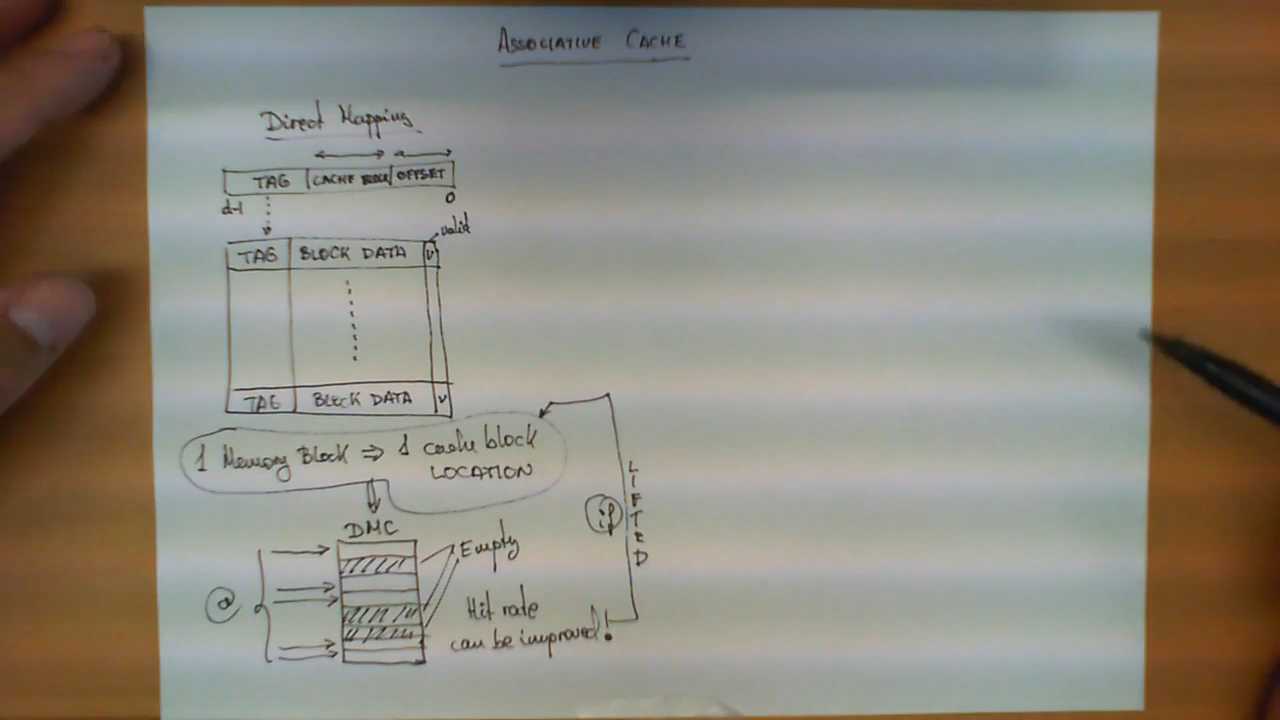 ASSOCIATIVE CACHE
Direct Mapping
TAG CACHE BLOCK OFFSET
d-1 0
valid
TAG BLOCK DATA V
TAG BLOCK DATA V
1 Memory Block ⇒ 1 cache block
LOCATION
LIFTED
if
DMC
Empty
@
Hit rate
can be improved!